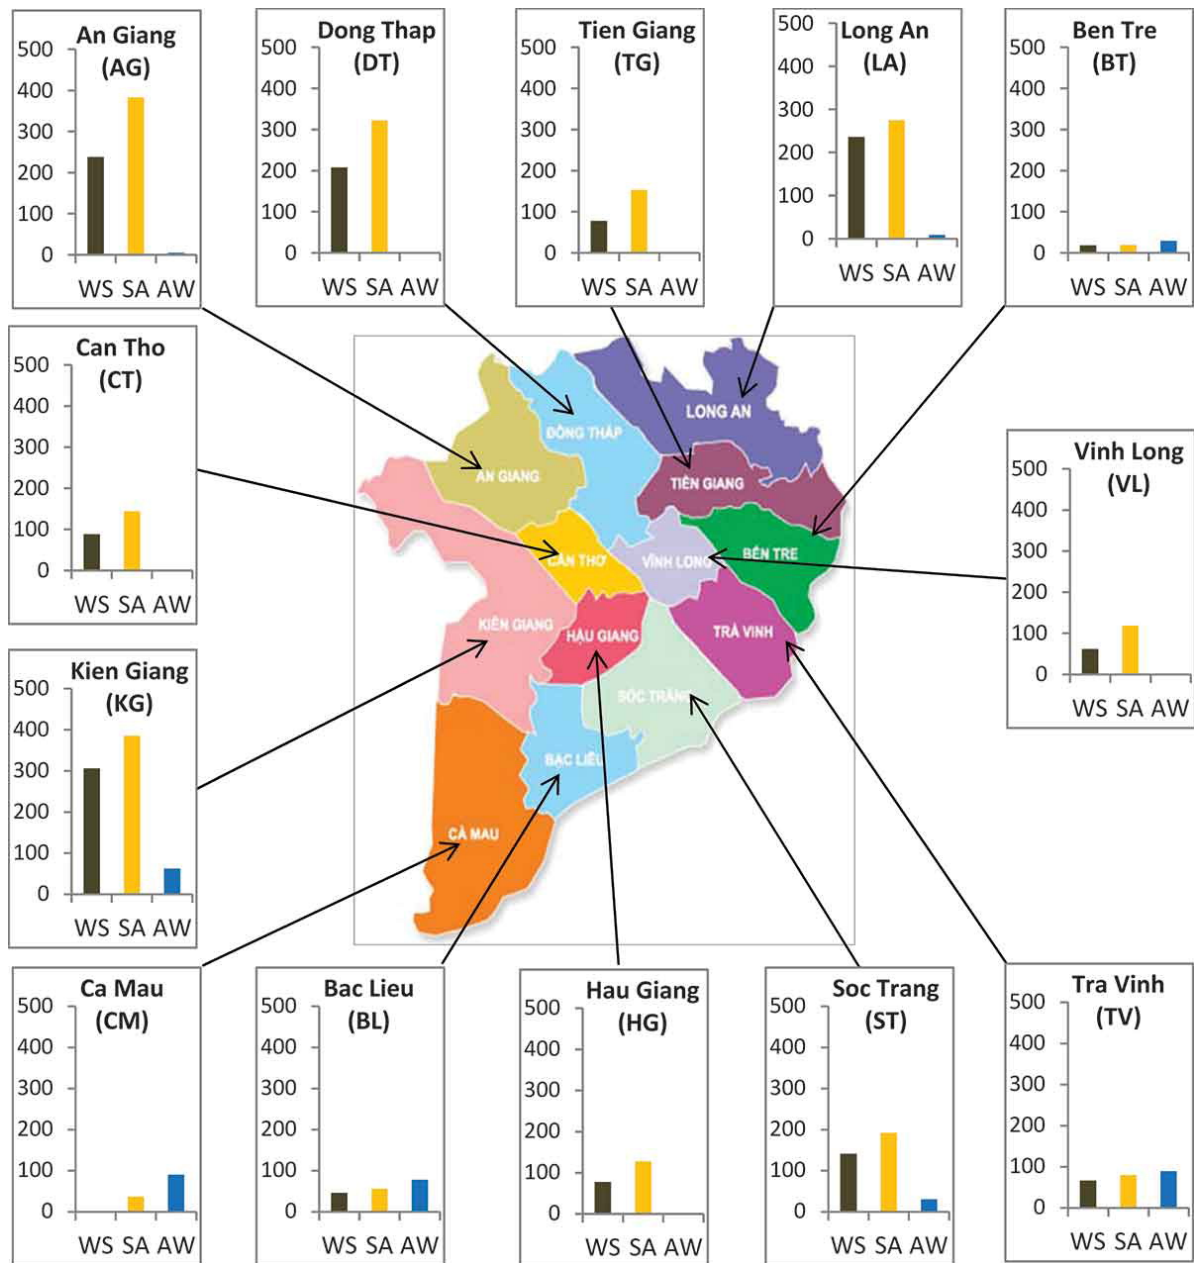 An Giang
(AG)
500
400
300
200
100
0
WS SA AW
Dong Thap
(DT)
500
400
300
200
100
0
WS SA AW
Tien Giang
(TG)
500
400
300
200
100
0
WS SA AW
Long An
(LA)
500
400
300
200
100
0
WS SA AW
Ben Tre
(BT)
500
400
300
200
100
0
WS SA AW
Can Tho
(CT)
500
400
300
200
100
0
WS SA AW
LONG AN
ĐỒNG THÁP
AN GIANG
TIỀN GIANG
CẦN THƠ
VĨNH LONG
BẾN TRE
KIÊN GIANG
HẬU GIANG
TRÀ VINH
SÓC TRĂNG
BẠC LIÊU
CÀ MAU
Vinh Long
(VL)
500
400
300
200
100
0
WS SA AW
Kien Giang
(KG)
500
400
300
200
100
0
WS SA AW
Ca Mau
(CM)
500
400
300
200
100
0
WS SA AW
Bac Lieu
(BL)
500
400
300
200
100
0
WS SA AW
Hau Giang
(HG)
500
400
300
200
100
0
WS SA AW
Soc Trang
(ST)
500
400
300
200
100
0
WS SA AW
Tra Vinh
(TV)
500
400
300
200
100
0
WS SA AW